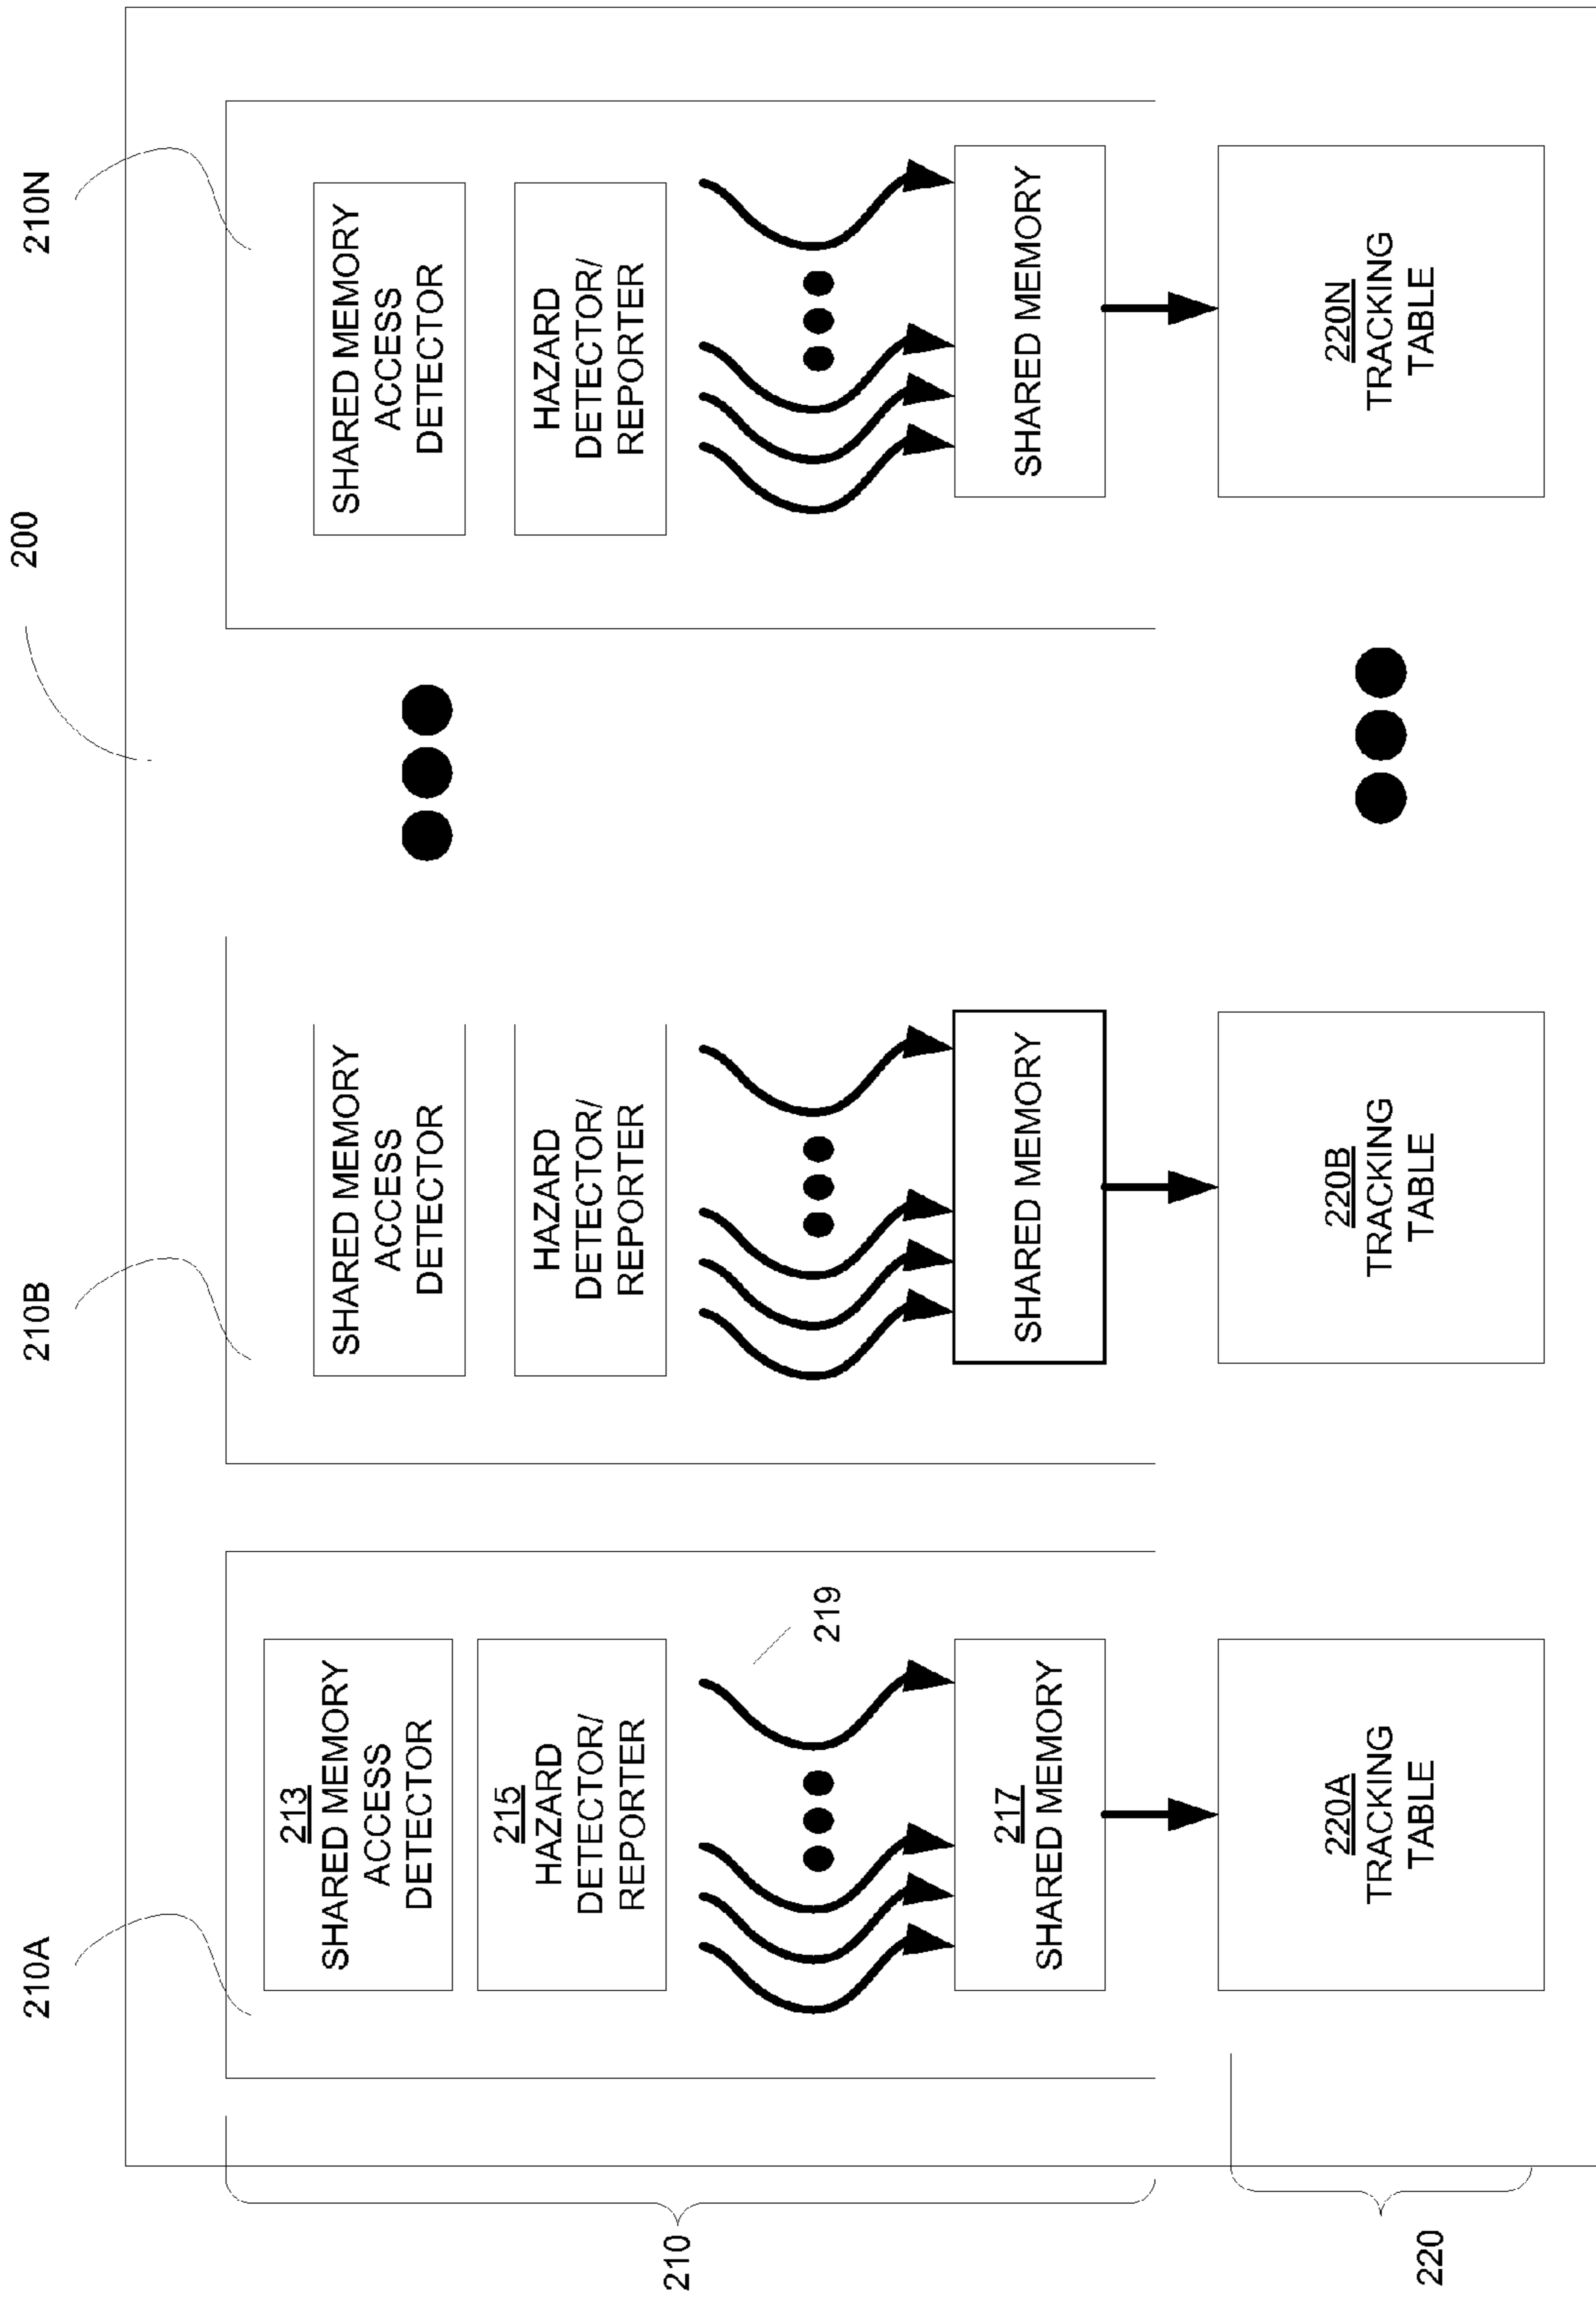 200
210A
210B
210N
213
SHARED MEMORY
ACCESS
DETECTOR
215
HAZARD
DETECTOR/
REPORTER
219
217
SHARED MEMORY
220A
TRACKING
TABLE
SHARED MEMORY
ACCESS
DETECTOR
HAZARD
DETECTOR/
REPORTER
SHARED MEMORY
220B
TRACKING
TABLE
SHARED MEMORY
ACCESS
DETECTOR
HAZARD
DETECTOR/
REPORTER
SHARED MEMORY
220N
TRACKING
TABLE
210
220